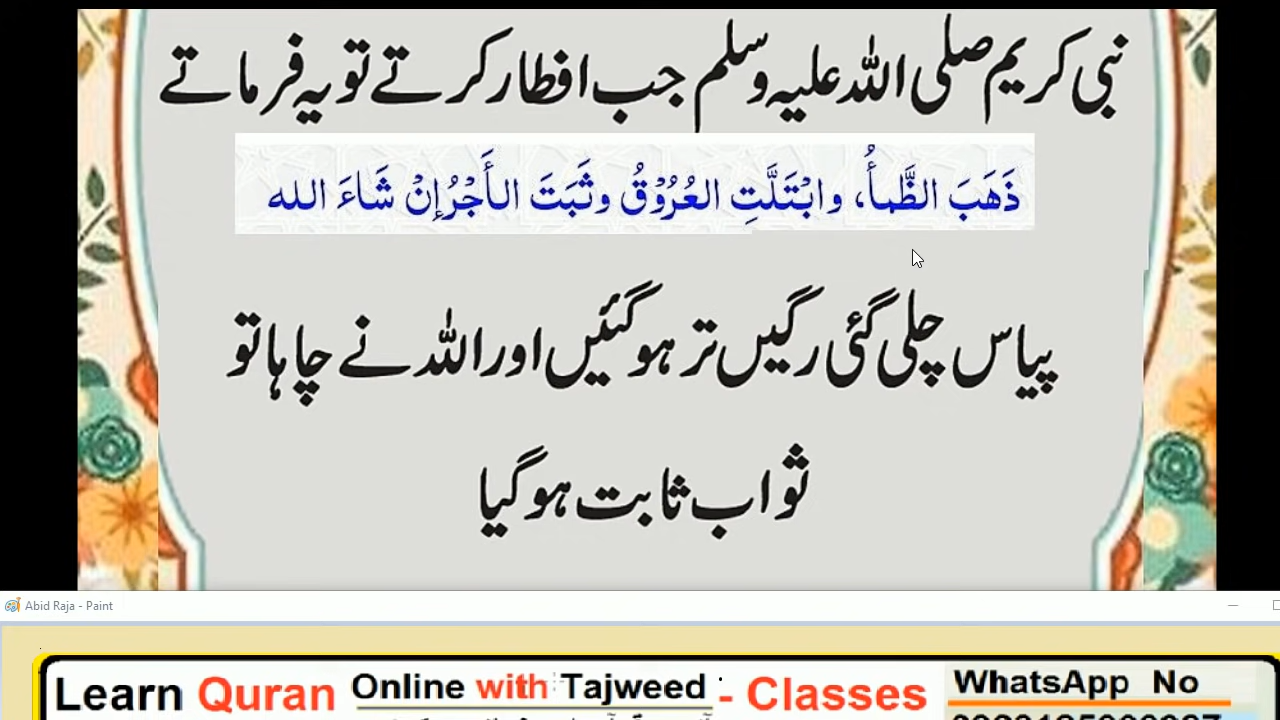 نبی کریم صلی اللہ علیہ وسلم جب افطار کرتے تو یہ فرماتے
ذَهَبَ الظَّمأُ، وابْتَلَّتِ العُرُوْقُ وثَبَتَ الأَجْرُ إنْ شَاءَ الله
پیاس چلی گئی رگیں تر ہو گئیں اور اللہ نے چاہا تو
ثواب ثابت ہو گیا
Abid Raja - Paint
Learn Quran Online with Tajweed - Classes
WhatsApp No